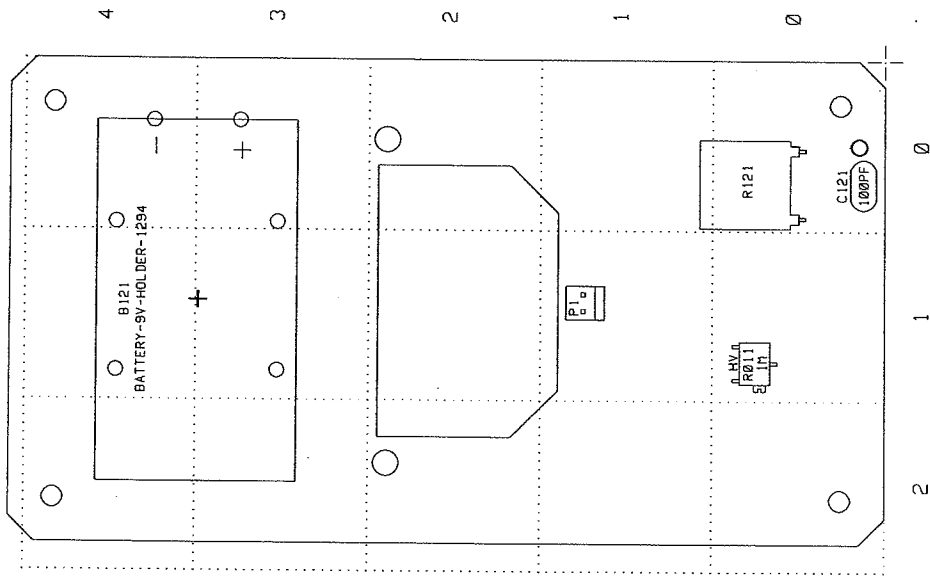 4 3 2 1 0
B121
BATTERY-9V-HOLDER-1294
- +
+
P1
R121
C121
100PF
HV
R011
1M
0
1
2